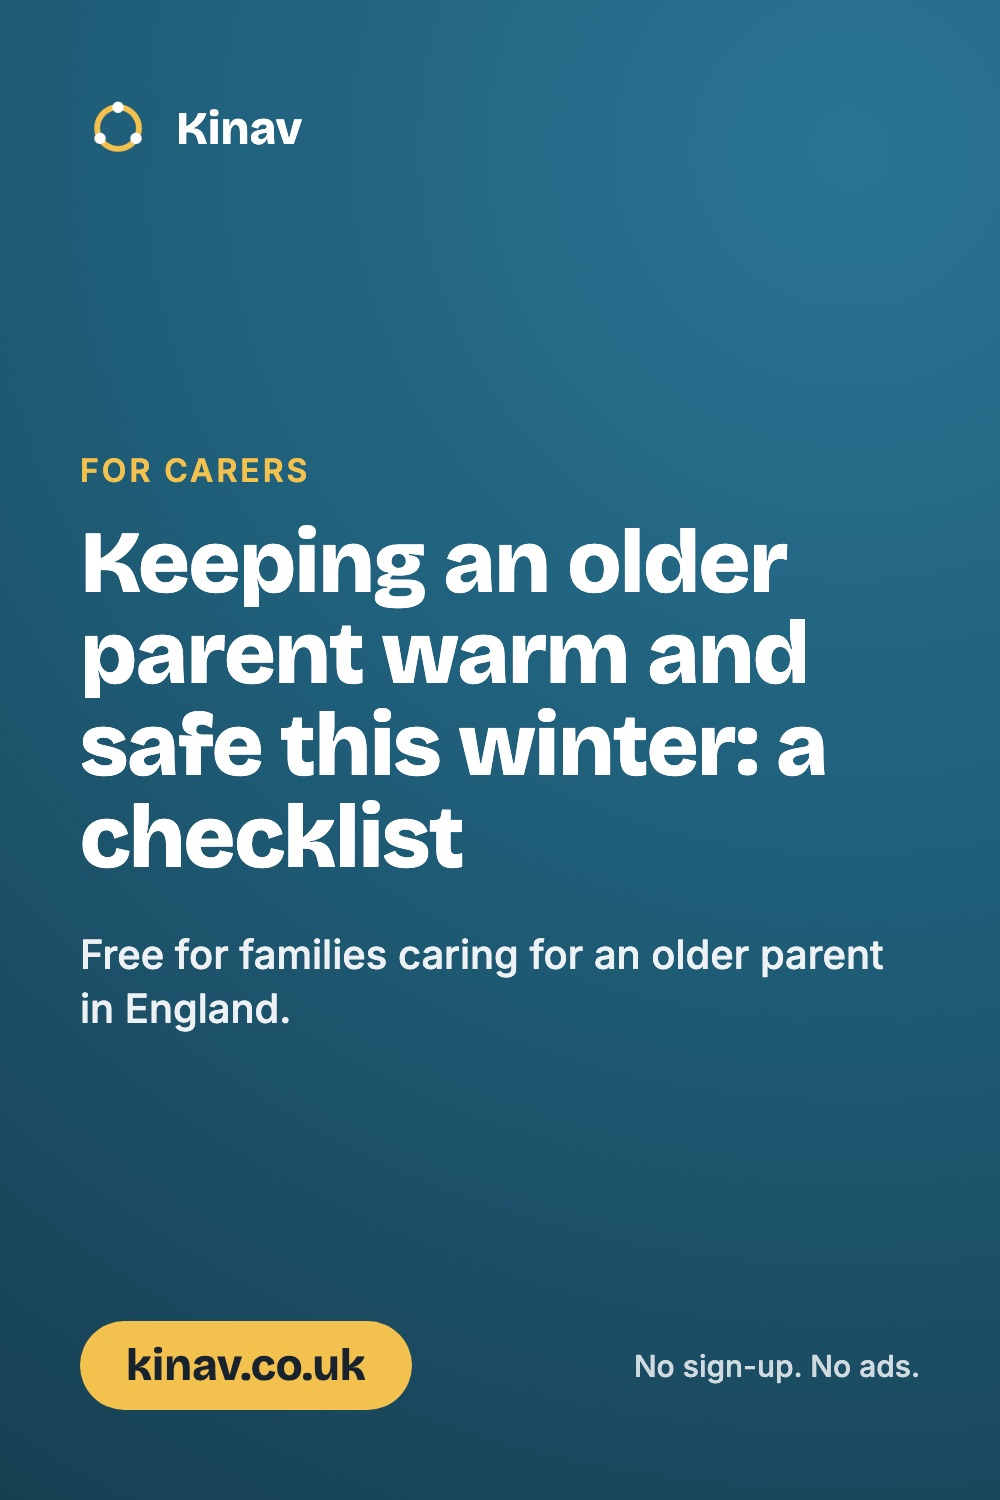 Kinav
FOR CARERS
Keeping an older
parent warm and
safe this winter: a
checklist
Free for families caring for an older parent
in England.
kinav.co.uk
No sign-up. No ads.